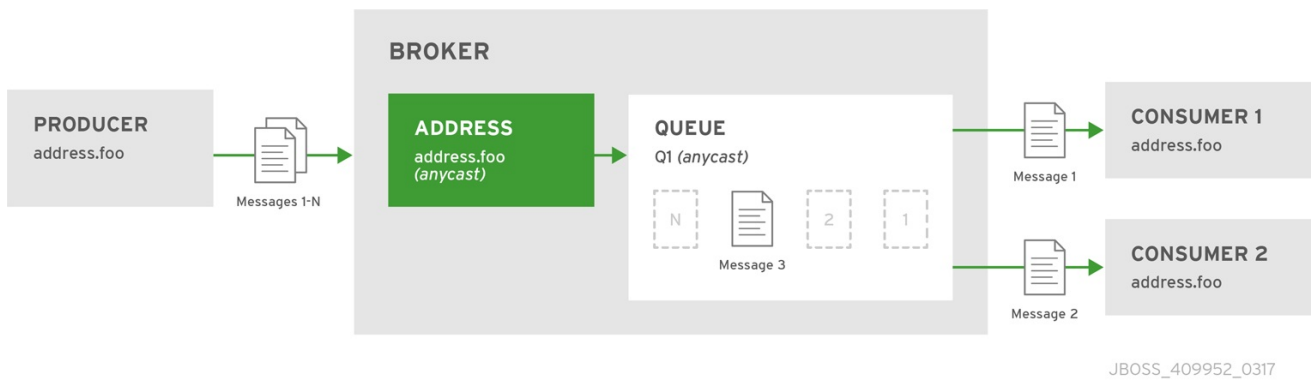 BROKER
PRODUCER
address.foo
Messages 1-N
ADDRESS
address.foo
(anycast)
QUEUE
Q1 (anycast)
N
2
1
Message 3
Message 1
CONSUMER 1
address.foo
Message 2
CONSUMER 2
address.foo
JBOSS_409952_0317